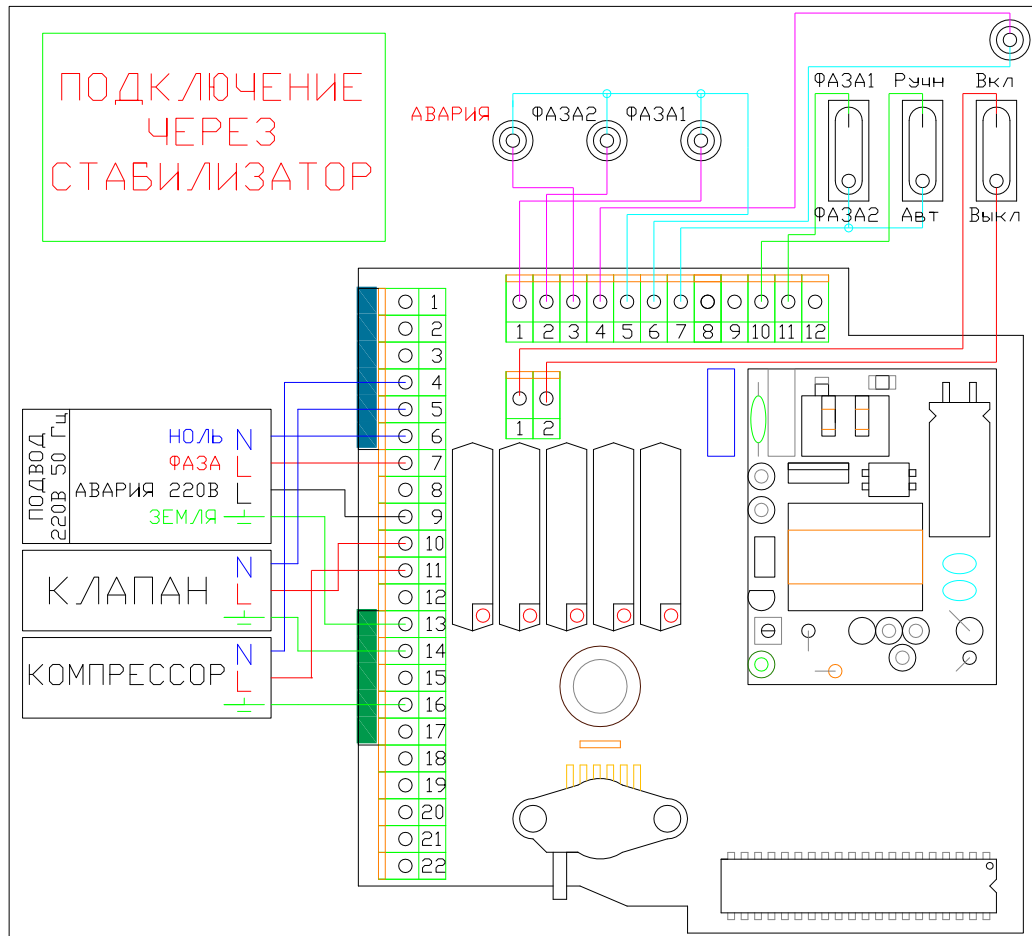 ПОДКЛЮЧЕНИЕ
ЧЕРЕЗ
СТАБИЛИЗАТОР
АВАРИЯ ФАЗА2 ФАЗА1
ФАЗА1 Ручн Вкл
ФАЗА2 Авт Выкл
1 2 3 4 5 6 7 8 9 10 11 12
1 2
1
2
3
4
5
6
7
8
9
10
11
12
13
14
15
16
17
18
19
20
21
22
ПОДВОД
220В 50 Гц
НОЛЬ N
ФАЗА L
АВАРИЯ 220В L
ЗЕМЛЯ
КЛАПАН
N
L
КОМПРЕССОР
N
L